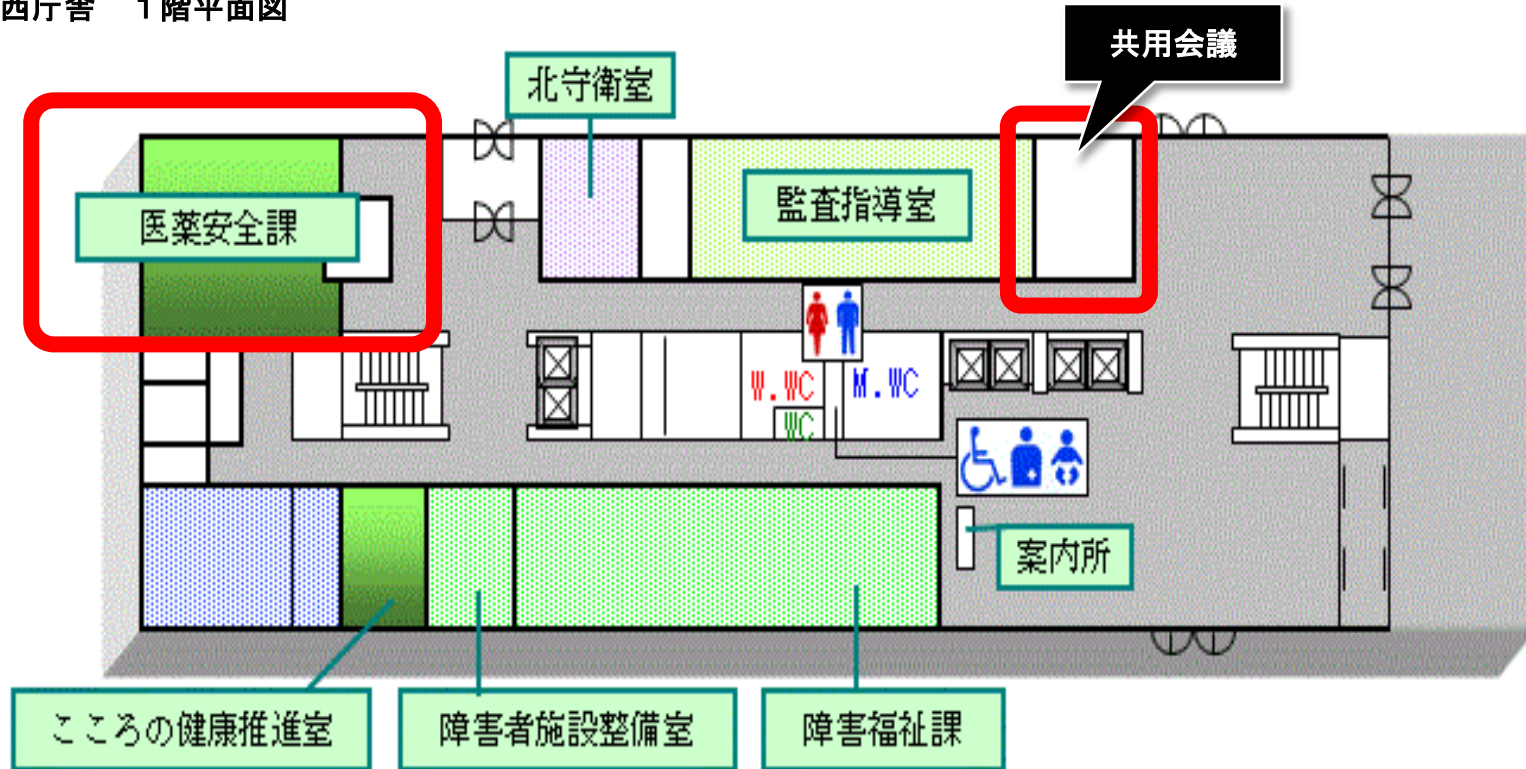 西庁舎 1階平面図
共用会議
北守衛室
医薬安全課
監査指導室
W.WC
M.WC
WC
案内所
こころの健康推進室
障害者施設整備室
障害福祉課